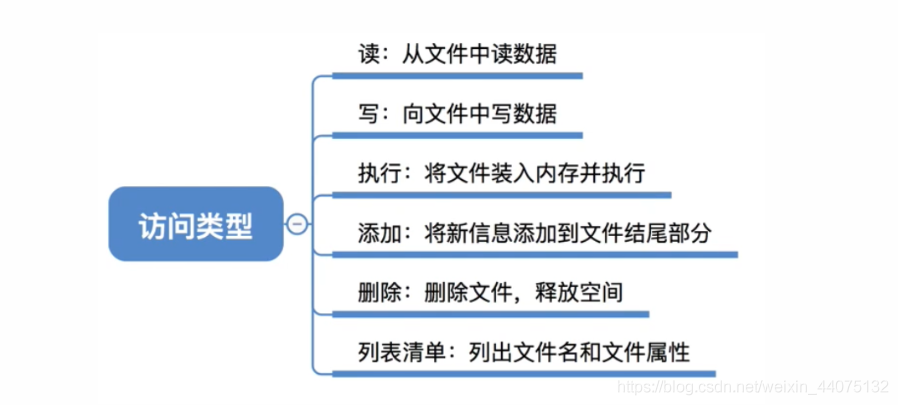 读：从文件中读数据
写：向文件中写数据
执行：将文件装入内存并执行
访问类型
添加：将新信息添加到文件结尾部分
删除：删除文件，释放空间
列表清单：列出文件名和文件属性
https://blog.csdn.net/weixin_44075132